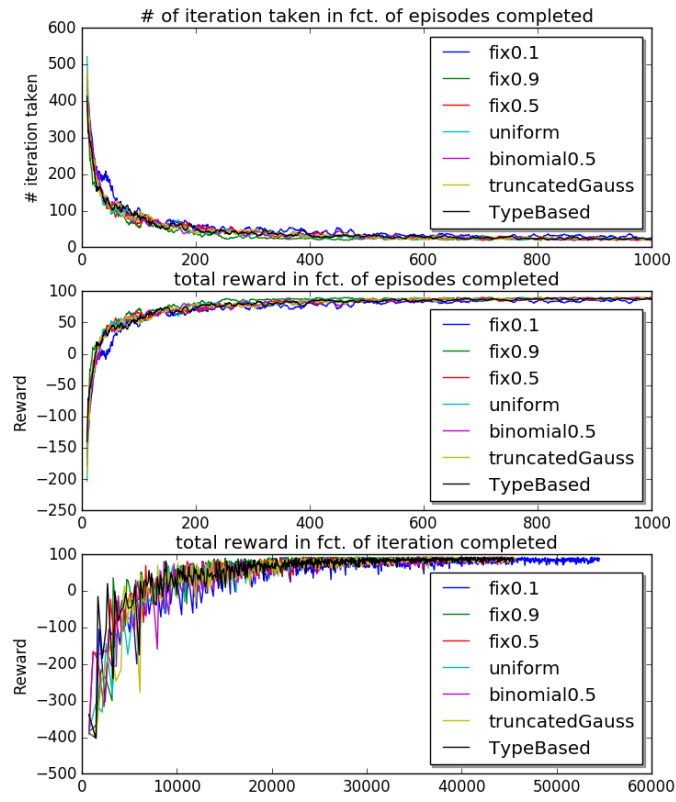 # of iteration taken in fct. of episodes completed
600
500
400
300
200
100
0
# iteration taken
fix0.1
fix0.9
fix0.5
uniform
binomial0.5
truncatedGauss
TypeBased
0 200 400 600 800 1000
total reward in fct. of episodes completed
100
50
0
−50
−100
−150
−200
−250
Reward
fix0.1
fix0.9
fix0.5
uniform
binomial0.5
truncatedGauss
TypeBased
0 200 400 600 800 1000
total reward in fct. of iteration completed
100
0
−100
−200
−300
−400
−500
Reward
fix0.1
fix0.9
fix0.5
uniform
binomial0.5
truncatedGauss
TypeBased
0 10000 20000 30000 40000 50000 60000